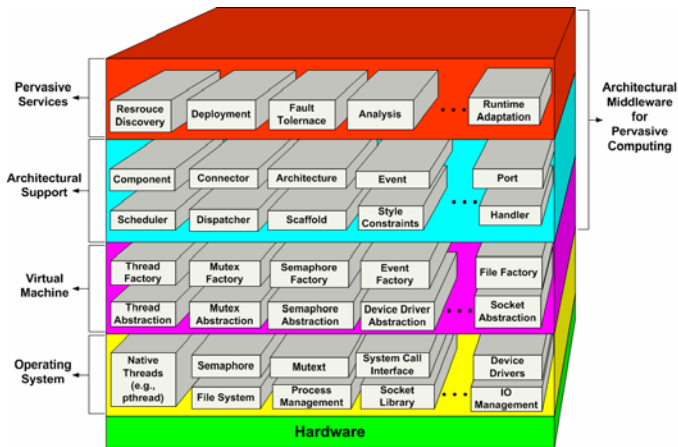 Pervasive
Services
Resrouce
Discovery
Deployment
Fault
Tolernace
Analysis
• • •
Runtime
Adaptation
Architectural
Middleware
for
Pervasive
Computing
Architectural
Support
Component
Connector
Architecture
Event
Port
Scheduler
Dispatcher
Scaffold
Style
Constraints
• • •
Handler
Virtual
Machine
Thread
Factory
Mutex
Factory
Semaphore
Factory
Event
Factory
File Factory
Thread
Abstraction
Mutex
Abstraction
Semaphore
Abstraction
Device Driver
Abstraction
• • •
Socket
Abstraction
Operating
System
Native
Threads
(e.g.,
pthread)
Semaphore
Mutext
System Call
Interface
Device
Drivers
File System
Process
Management
Socket
Library
• • •
IO
Management
Hardware